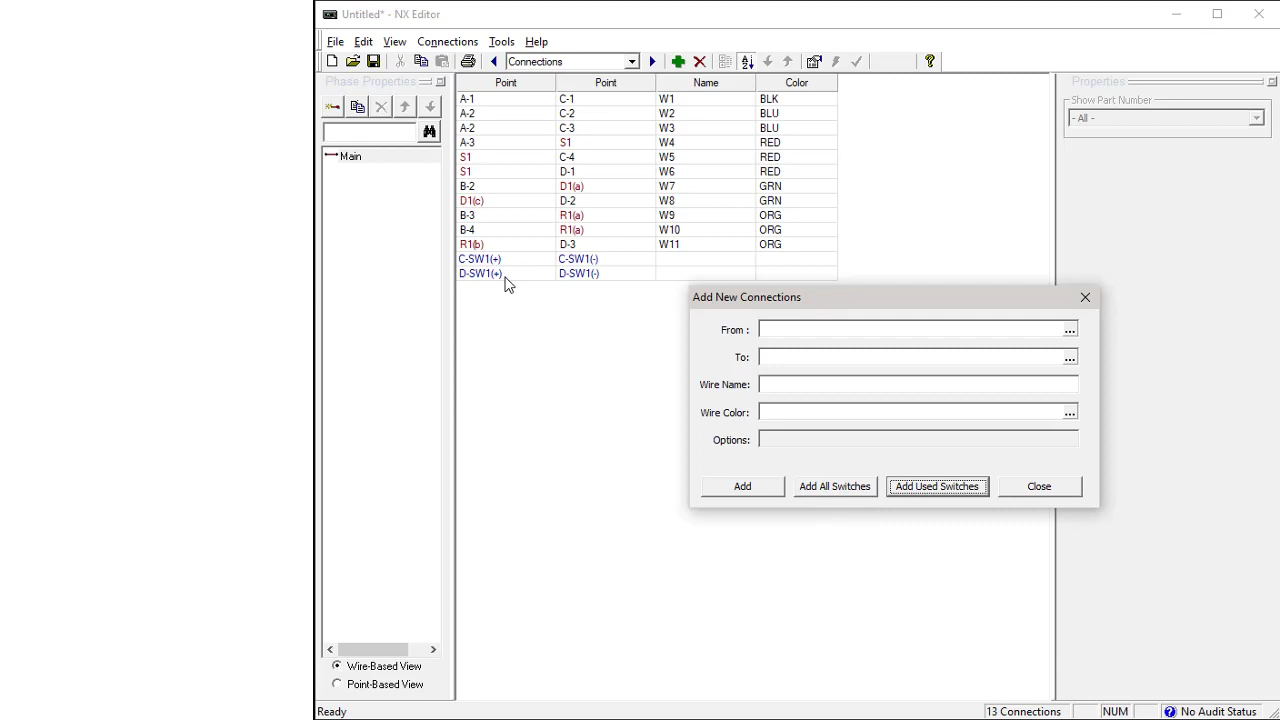 Untitled* - NX Editor
File Edit View Connections Tools Help
Connections
Phase Properties
Main
Wire-Based View
Point-Based View
Point Point Name Color
A-1 C-1 W1 BLK
A-2 C-2 W2 BLU
A-2 C-3 W3 BLU
A-3 S1 W4 RED
S1 C-4 W5 RED
S1 D-1 W6 RED
B-2 D1(a) W7 GRN
D1(c) D-2 W8 GRN
B-3 R1(a) W9 ORG
B-4 R1(a) W10 ORG
R1(b) D-3 W11 ORG
C-SW1(+) C-SW1(-)
D-SW1(+) D-SW1(-)
Properties
Show Part Number
- All -
Add New Connections
From :
...
To:
...
Wire Name:
Wire Color:
...
Options:
Add Add All Switches Add Used Switches Close
Ready 13 Connections NUM No Audit Status